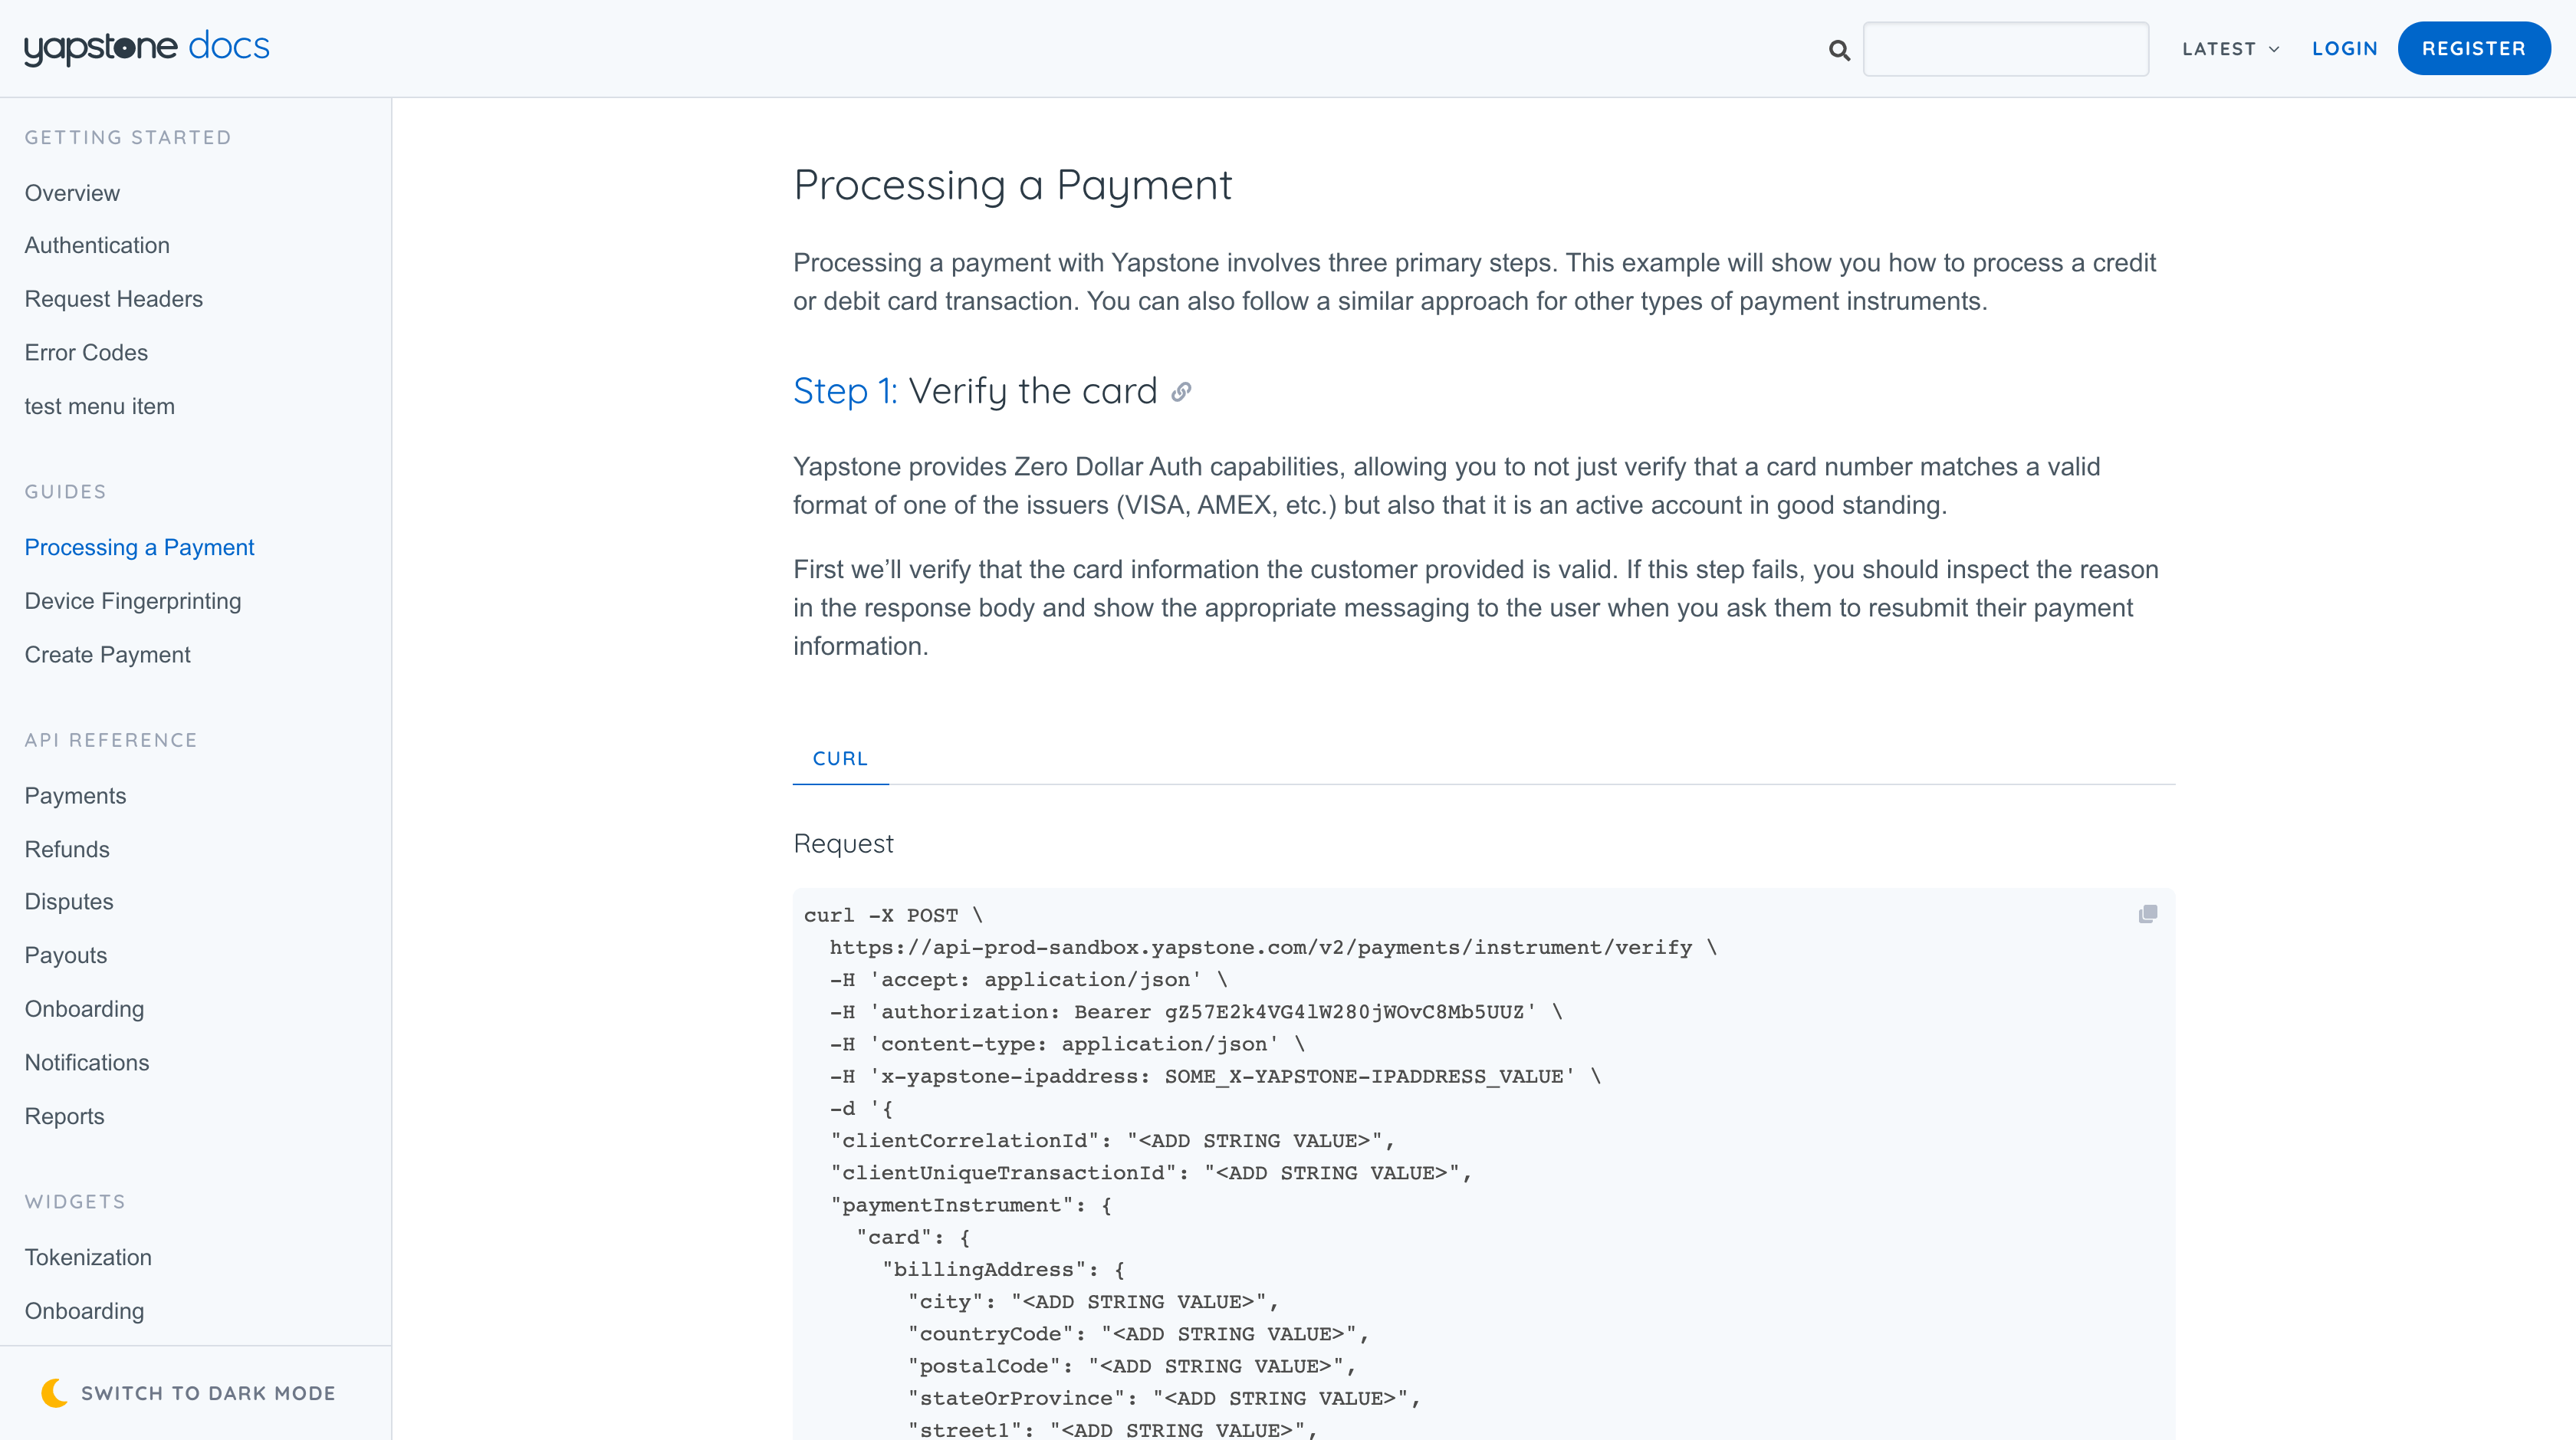 yapstone docs
LATEST
LOGIN
REGISTER
GETTING STARTED
Overview
Authentication
Request Headers
Error Codes
test menu item
GUIDES
Processing a Payment
Device Fingerprinting
Create Payment
API REFERENCE
Payments
Refunds
Disputes
Payouts
Onboarding
Notifications
Reports
WIDGETS
Tokenization
Onboarding
SWITCH TO DARK MODE
Processing a Payment
Processing a payment with Yapstone involves three primary steps. This example will show you how to process a credit
or debit card transaction. You can also follow a similar approach for other types of payment instruments.
Step 1: Verify the card
Yapstone provides Zero Dollar Auth capabilities, allowing you to not just verify that a card number matches a valid
format of one of the issuers (VISA, AMEX, etc.) but also that it is an active account in good standing.
First we’ll verify that the card information the customer provided is valid. If this step fails, you should inspect the reason
in the response body and show the appropriate messaging to the user when you ask them to resubmit their payment
information.
CURL
Request
curl -X POST \
https://api-prod-sandbox.yapstone.com/v2/payments/instrument/verify \
-H 'accept: application/json' \
-H 'authorization: Bearer gZ57E2k4VG4lW280jWOvC8Mb5UUZ' \
-H 'content-type: application/json' \
-H 'x-yapstone-ipaddress: SOME_X-YAPSTONE-IPADDRESS_VALUE' \
-d '{
"clientCorrelationId": "<ADD STRING VALUE>",
"clientUniqueTransactionId": "<ADD STRING VALUE>",
"paymentInstrument": {
"card": {
"billingAddress": {
"city": "<ADD STRING VALUE>",
"countryCode": "<ADD STRING VALUE>",
"postalCode": "<ADD STRING VALUE>",
"stateOrProvince": "<ADD STRING VALUE>",
"street1": "<ADD STRING VALUE>",